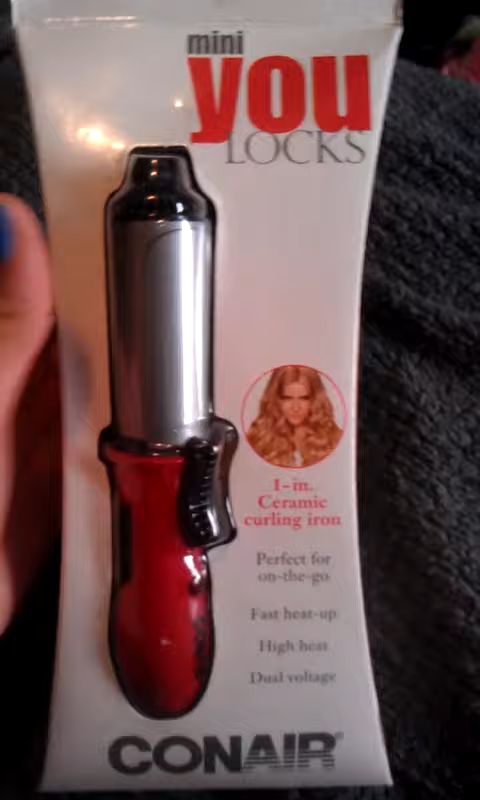 mini
you
LOCKS
1-in.
Ceramic
curling iron
Perfect for
on-the-go
Fast heat-up
High heat
Dual voltage
CONAIR®